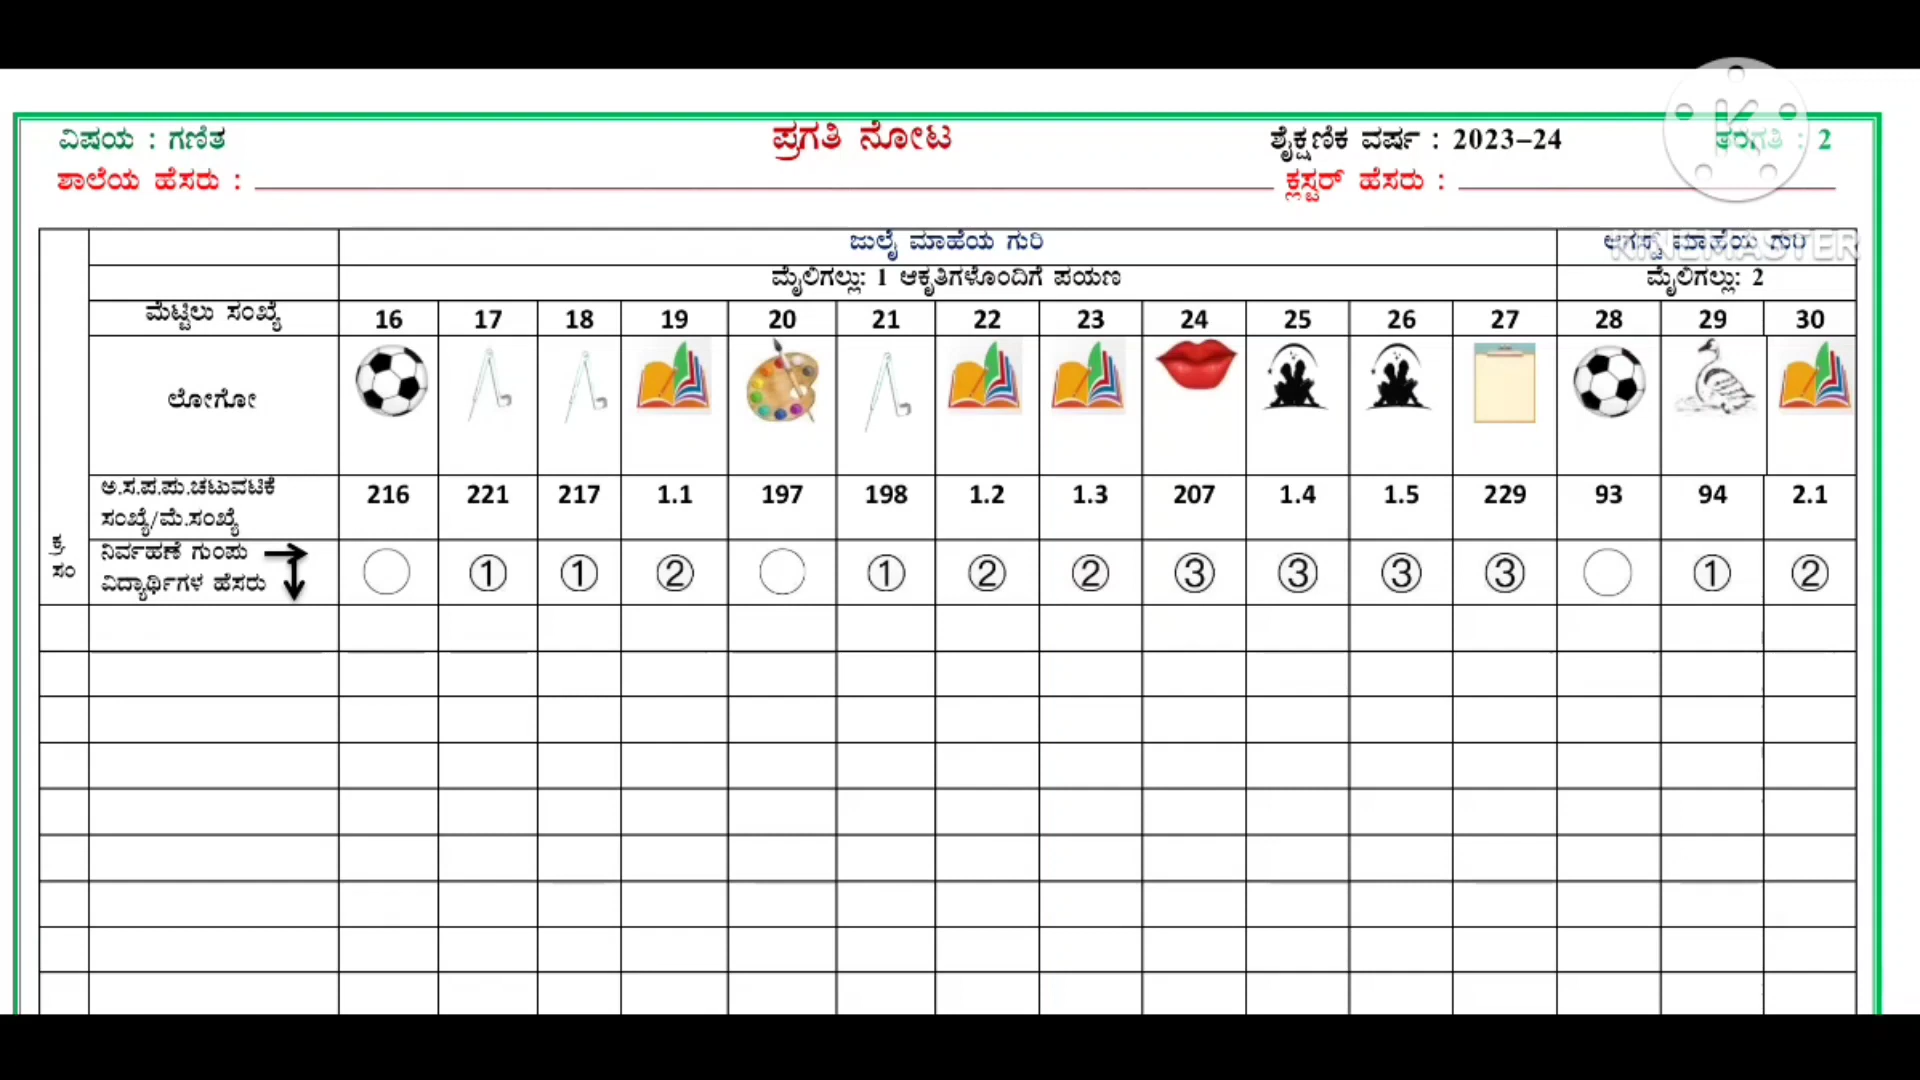 ವಿಷಯ : ಗಣಿತ ಪ್ರಗತಿ ನೋಟ ಶೈಕ್ಷಣಿಕ ವರ್ಷ : 2023-24 ತರಗತಿ : 2
ಶಾಲೆಯ ಹೆಸರು : ಕ್ಲಸ್ಟರ್ ಹೆಸರು :
ಜುಲೈ ಮಾಹೆಯ ಗುರಿ ಆಗಸ್ಟ್ ಮಾಹೆಯ ಗುರಿ
KINEMASTER
ಮೈಲಿಗಲ್ಲು: 1 ಆಕೃತಿಗಳೊಂದಿಗೆ ಪಯಣ ಮೈಲಿಗಲ್ಲು: 2
ಮೆಟ್ಟಿಲು ಸಂಖ್ಯೆ 16 17 18 19 20 21 22 23 24 25 26 27 28 29 30
ಲೋಗೋ
ಅ.ಸ.ಪ.ಪು.ಚಟುವಟಿಕೆ
ಸಂಖ್ಯೆ/ಮೆ.ಸಂಖ್ಯೆ 216 221 217 1.1 197 198 1.2 1.3 207 1.4 1.5 229 93 94 2.1
ಕ್ರ ಸಂ
ನಿರ್ವಹಣೆ ಗುಂಪು →
ವಿದ್ಯಾರ್ಥಿಗಳ ಹೆಸರು ↓ ① ① ② ① ② ② ③ ③ ③ ③ ① ②